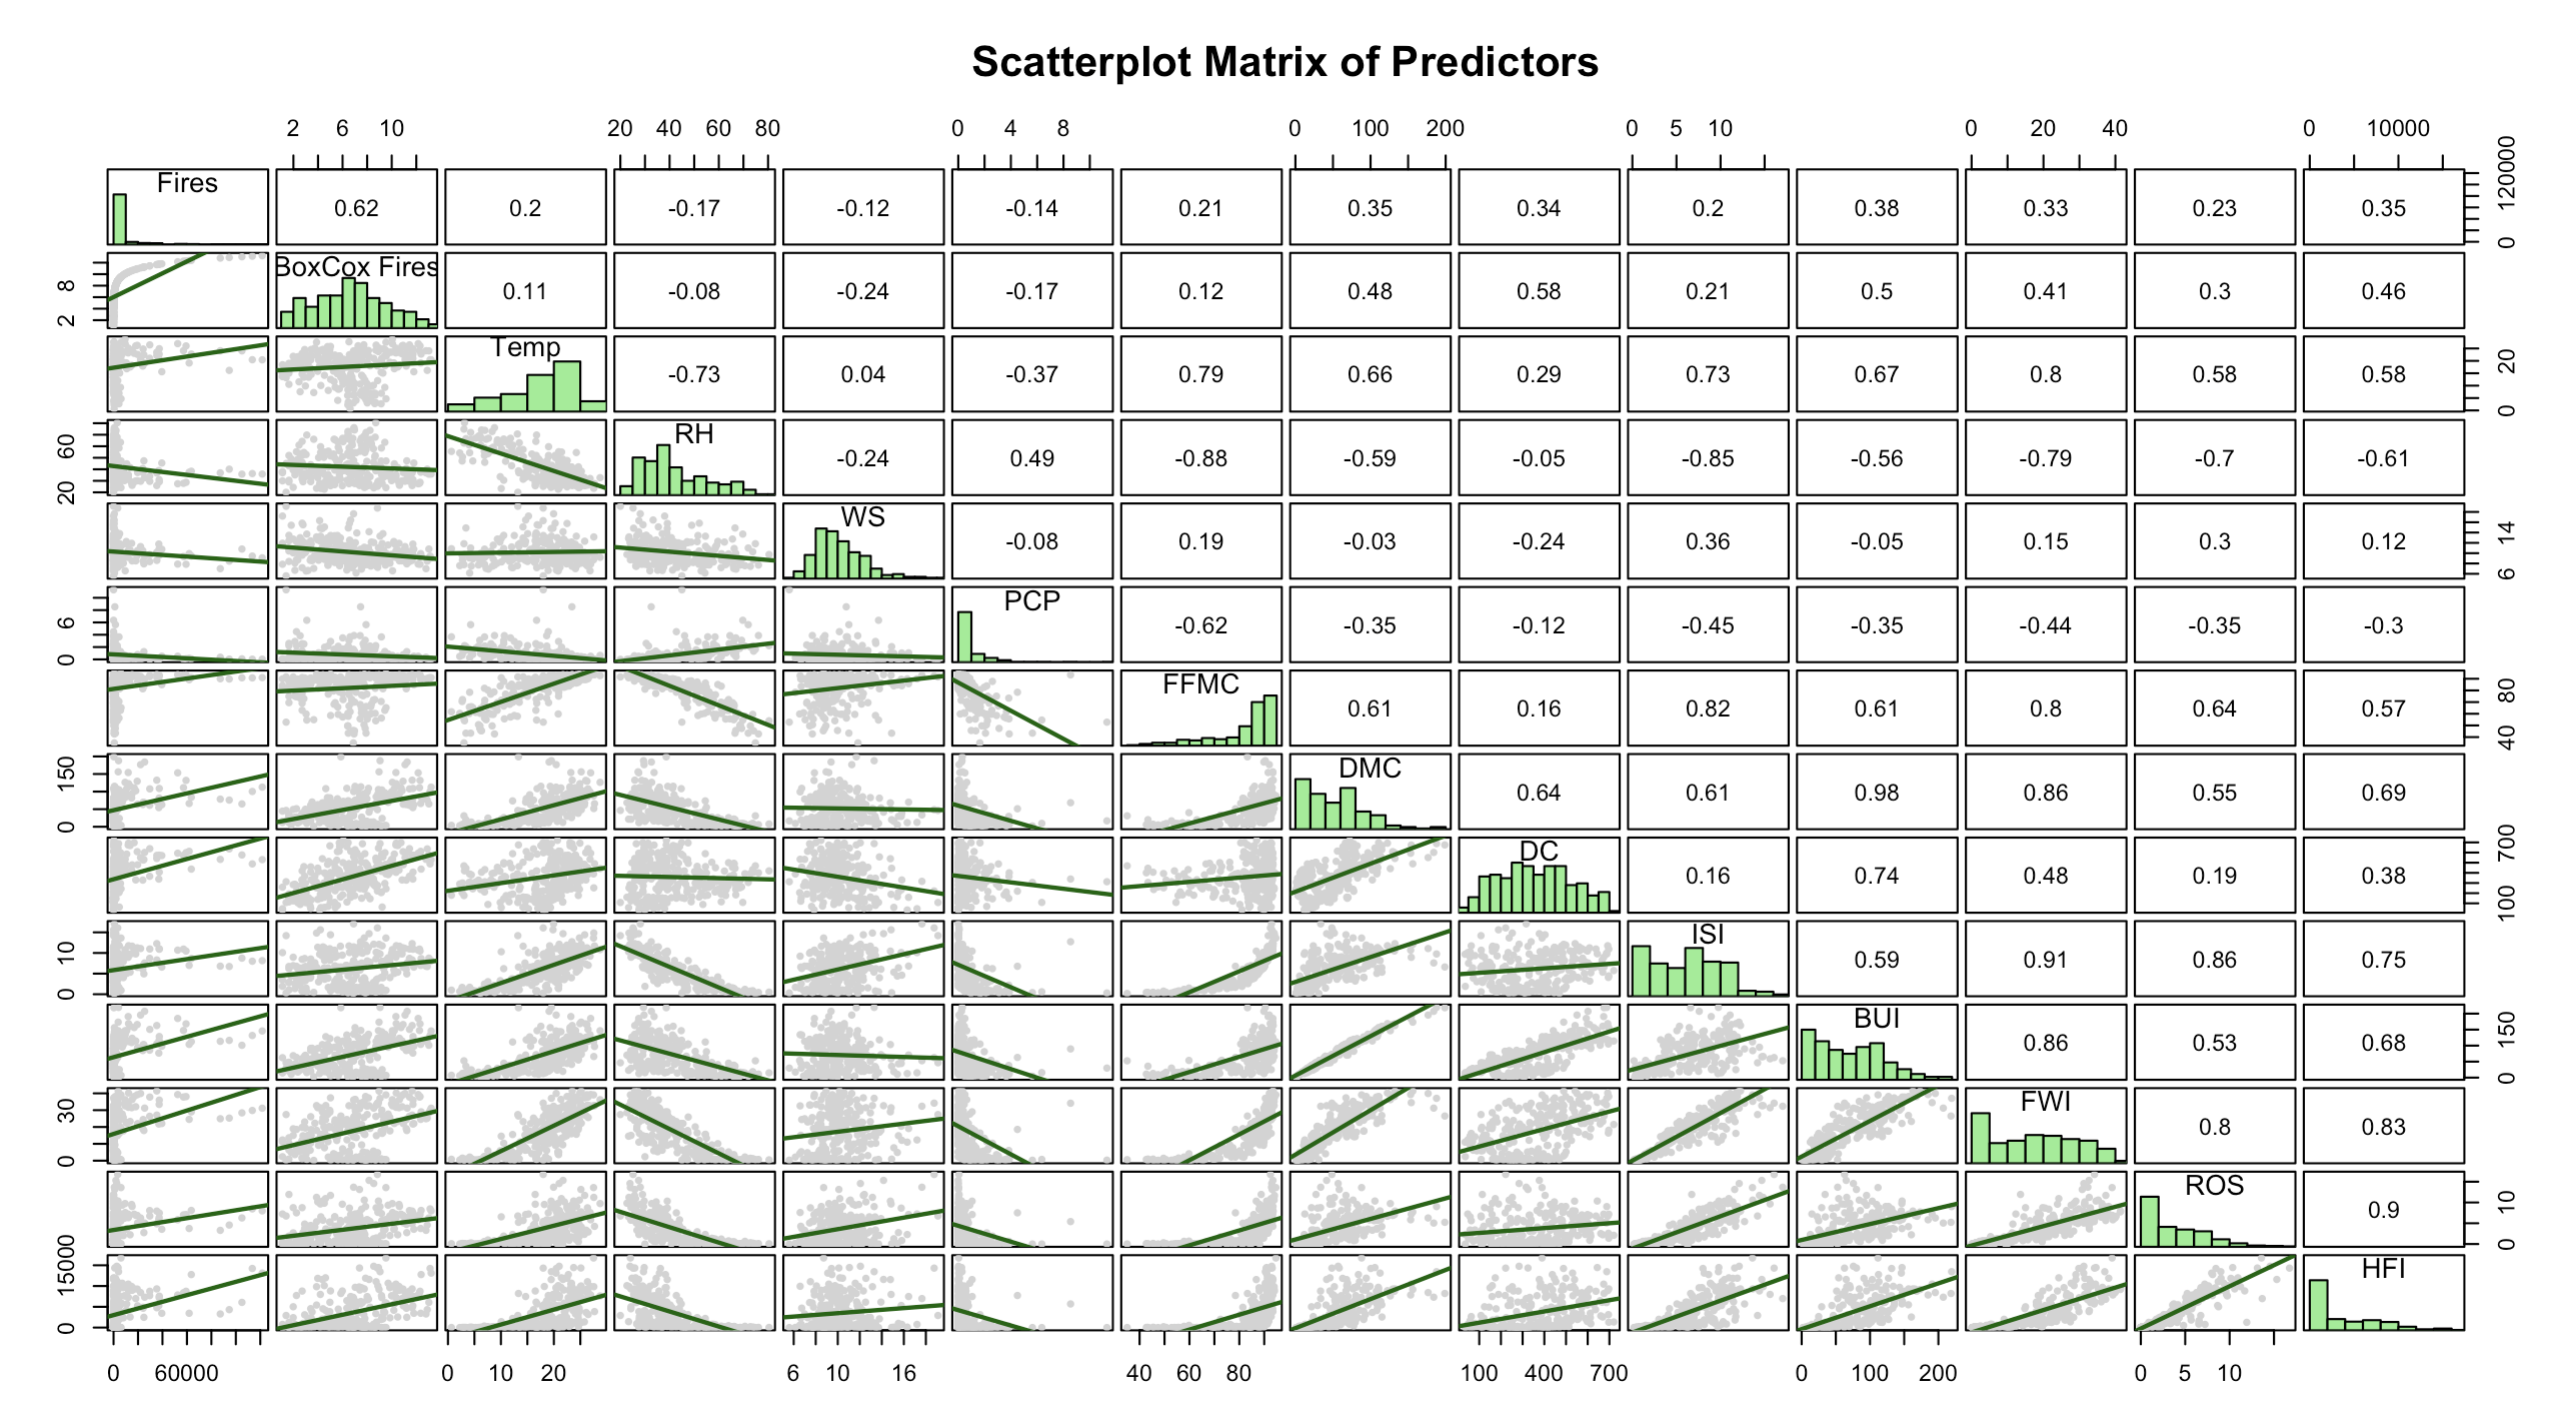 Scatterplot Matrix of Predictors
2 6 10 20 40 60 80 0 4 8 0 100 200 0 5 10 0 20 40 0 10000
Fires 0.62 0.2 -0.17 -0.12 -0.14 0.21 0.35 0.34 0.2 0.38 0.33 0.23 0.35 0 120000
2 8 BoxCox Fires 0.11 -0.08 -0.24 -0.17 0.12 0.48 0.58 0.21 0.5 0.41 0.3 0.46
Temp -0.73 0.04 -0.37 0.79 0.66 0.29 0.73 0.67 0.8 0.58 0.58 0 20
20 60 RH -0.24 0.49 -0.88 -0.59 -0.05 -0.85 -0.56 -0.79 -0.7 -0.61
WS -0.08 0.19 -0.03 -0.24 0.36 -0.05 0.15 0.3 0.12 6 14
0 6 PCP -0.62 -0.35 -0.12 -0.45 -0.35 -0.44 -0.35 -0.3
FFMC 0.61 0.16 0.82 0.61 0.8 0.64 0.57 40 80
0 150 DMC 0.64 0.61 0.98 0.86 0.55 0.69
DC 0.16 0.74 0.48 0.19 0.38 100 700
0 10 ISI 0.59 0.91 0.86 0.75
BUI 0.86 0.53 0.68 0 150
0 30 FWI 0.8 0.83
ROS 0.9 0 10
0 15000 HFI
0 60000 0 10 20 6 10 16 40 60 80 100 400 700 0 100 200 0 5 10